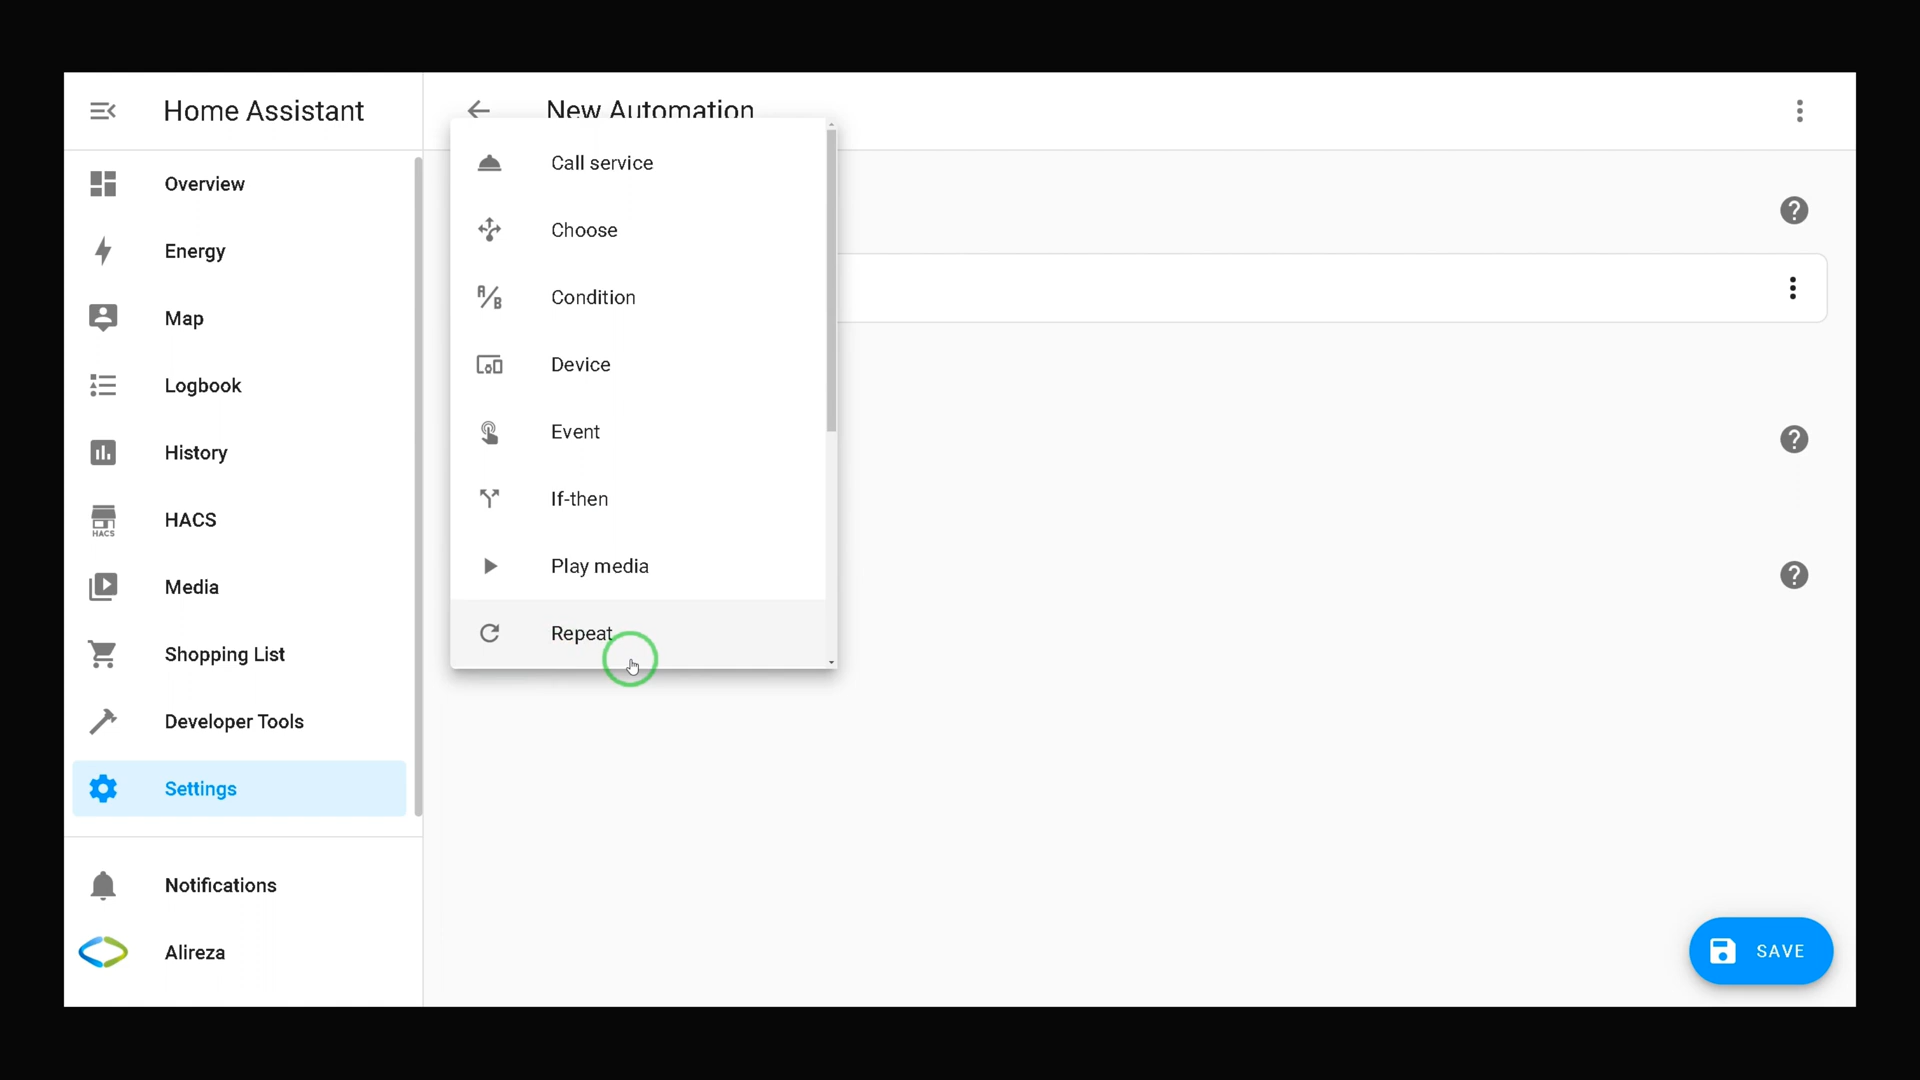 Home Assistant
New Automation
Overview
Energy
Map
Logbook
History
HACS
HACS
Media
Shopping List
Developer Tools
Settings
Notifications
Alireza
Call service
Choose
A/B
Condition
Device
Event
If-then
Play media
Repeat
SAVE